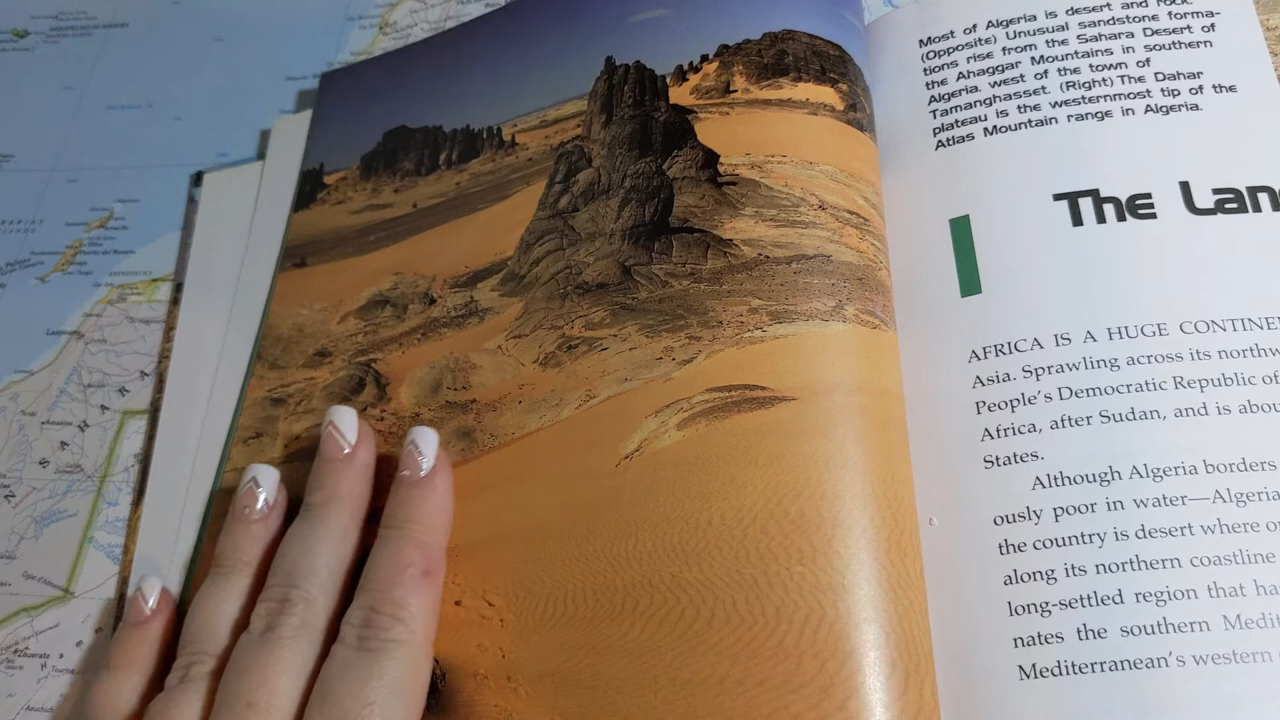 Most of Algeria is desert and rock.
(Opposite) Unusual sandstone forma-
tions rise from the Sahara Desert of
the Ahaggar Mountains in southern
Algeria, west of the town of
Tamanghasset. (Right) The Dahar
plateau is the westernmost tip of the
Atlas Mountain range in Algeria.
The Lan
AFRICA IS A HUGE CONTINE
Asia. Sprawling across its northw
People's Democratic Republic of
Africa, after Sudan, and is abou
States.
Although Algeria borders
ously poor in water—Algeria
the country is desert where o
along its northern coastline
long-settled region that ha
nates the southern Medit
Mediterranean's western
SAHARA